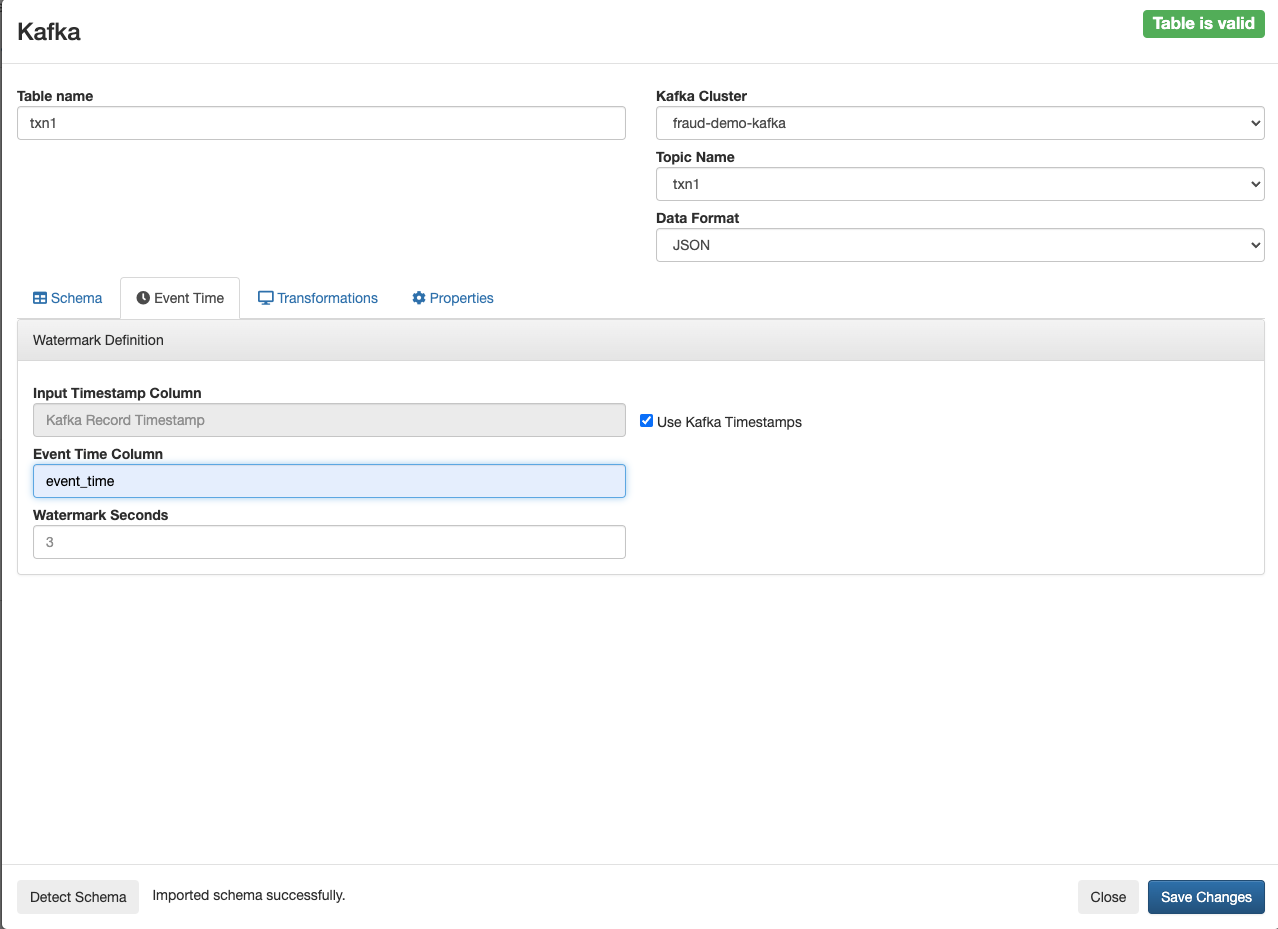 Kafka
Table is valid
Table name
txn1
Kafka Cluster
fraud-demo-kafka
Topic Name
txn1
Data Format
JSON
Schema Event Time Transformations Properties
Watermark Definition
Input Timestamp Column
Kafka Record Timestamp
Use Kafka Timestamps
Event Time Column
event_time
Watermark Seconds
3
Detect Schema Imported schema successfully. Close Save Changes